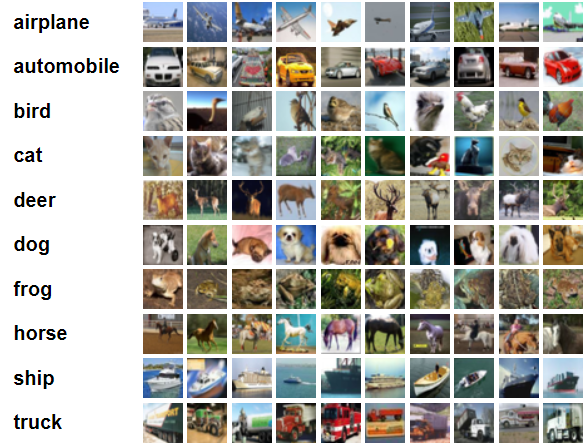 airplane
automobile
bird
cat
deer
dog
frog
horse
ship
truck